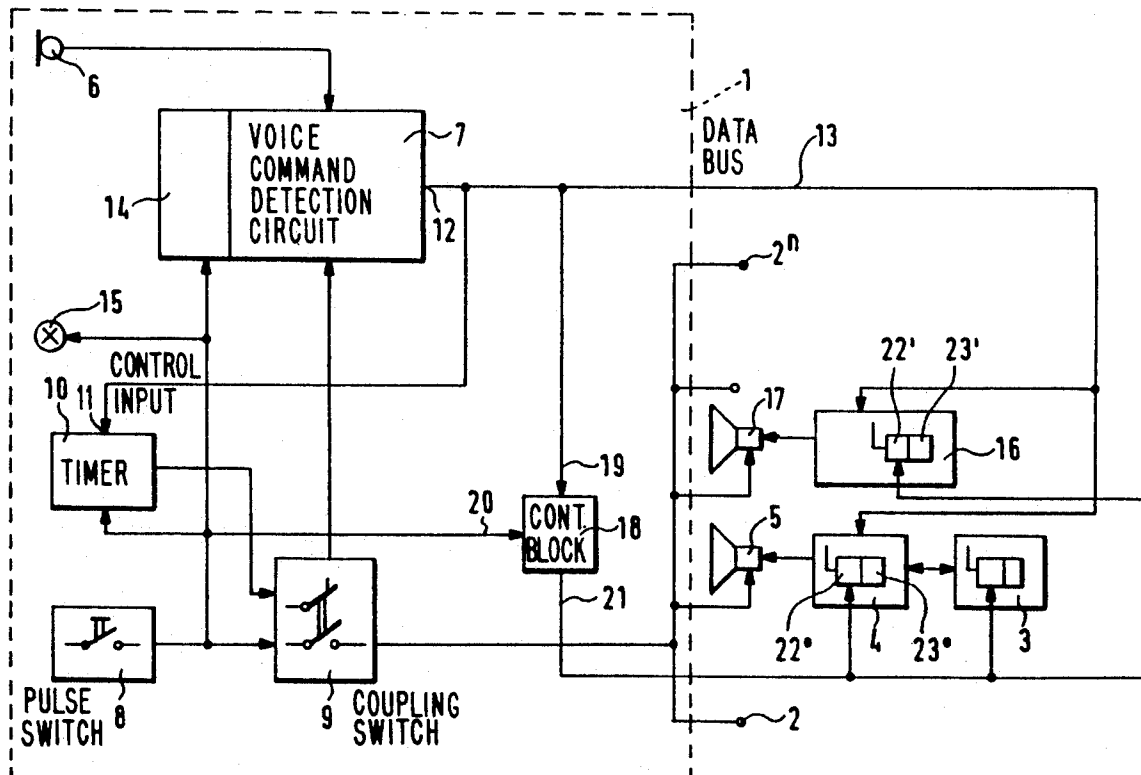 6
1
VOICE
COMMAND
DETECTION
CIRCUIT
7
14
12
DATA
BUS
13
2ⁿ
15
CONTROL
INPUT
10
11
TIMER
22'
23'
17
16
19
20
CONT.
BLOCK
18
5
21
22°
4
23°
3
PULSE
SWITCH
8
9
COUPLING
SWITCH
2